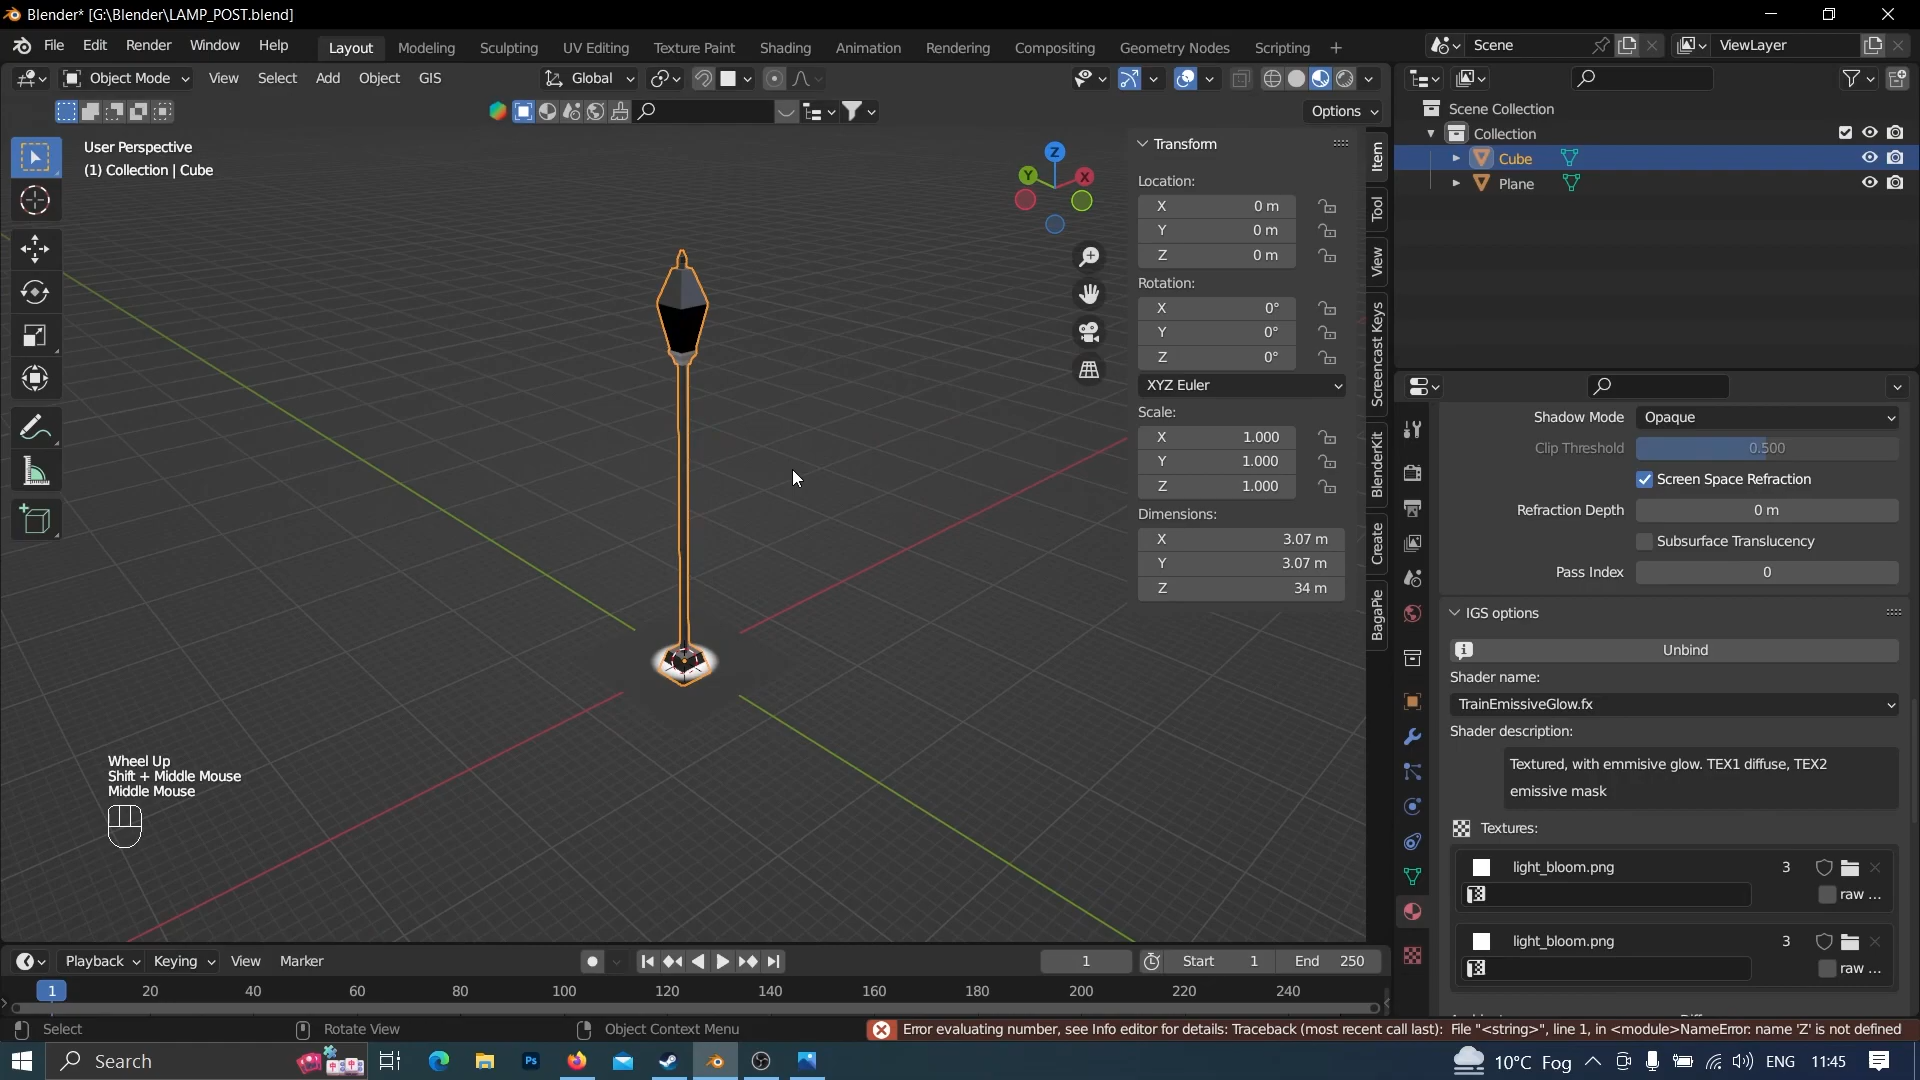 Blender* [G:\Blender\LAMP_POST.blend]
File Edit Render Window Help Layout Modeling Sculpting UV Editing Texture Paint Shading Animation Rendering Compositing Geometry Nodes Scripting + Scene ViewLayer
Object Mode View Select Add Object GIS Global
Options
User Perspective
(1) Collection | Cube
Z
Y
X
Transform
Location:
X 0 m
Y 0 m
Z 0 m
Rotation:
X 0°
Y 0°
Z 0°
XYZ Euler
Scale:
X 1.000
Y 1.000
Z 1.000
Dimensions:
X 3.07 m
Y 3.07 m
Z 34 m
Item
Tool
View
Screencast Keys
BlenderKit
Create
BagaPie
Scene Collection
Collection
Cube
Plane
Shadow Mode Opaque
Clip Threshold 0.500
Screen Space Refraction
Refraction Depth 0 m
Subsurface Translucency
Pass Index 0
IGS options
Unbind
Shader name:
TrainEmissiveGlow.fx
Shader description:
Textured, with emmisive glow. TEX1 diffuse, TEX2
emissive mask
Textures:
light_bloom.png 3
raw ...
light_bloom.png 3
raw ...
Wheel Up
Shift + Middle Mouse
Middle Mouse
Playback Keying View Marker 1 Start 1 End 250
1 20 40 60 80 100 120 140 160 180 200 220 240
Select Rotate View Object Context Menu Error evaluating number, see Info editor for details: Traceback (most recent call last): File "<string>", line 1, in <module>NameError: name 'Z' is not defined
Search Ps 10°C Fog ENG 11:45